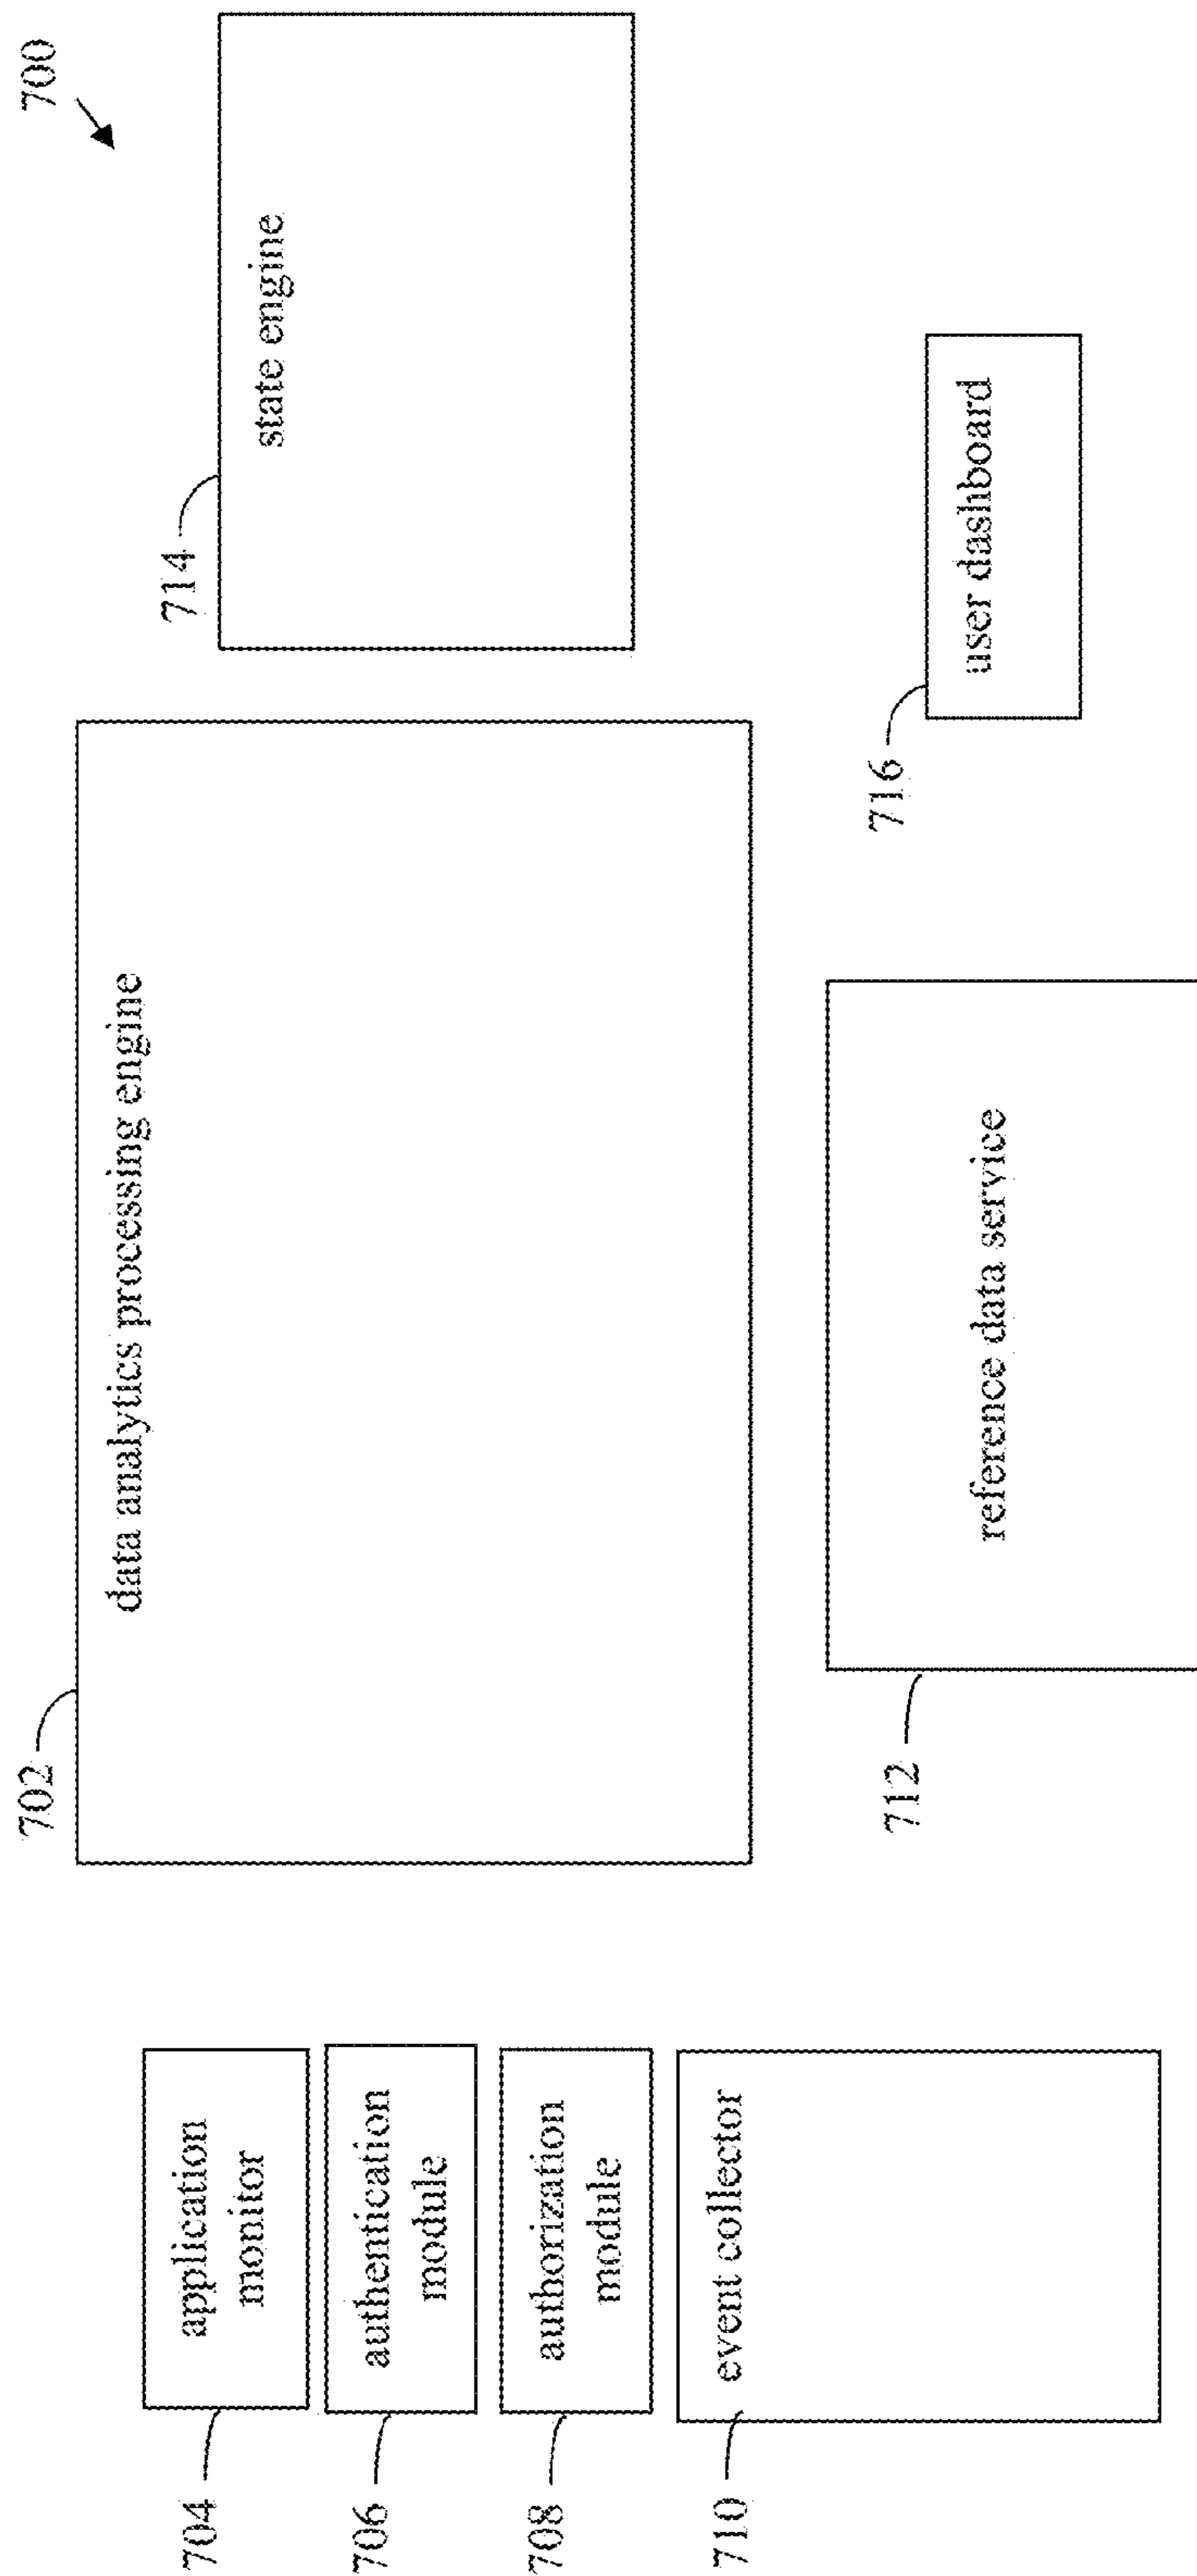 700
702
data analytics processing engine
714
state engine
704
application
monitor
706
authentication
module
708
authorization
module
710
event collector
712
reference data service
716
user dashboard